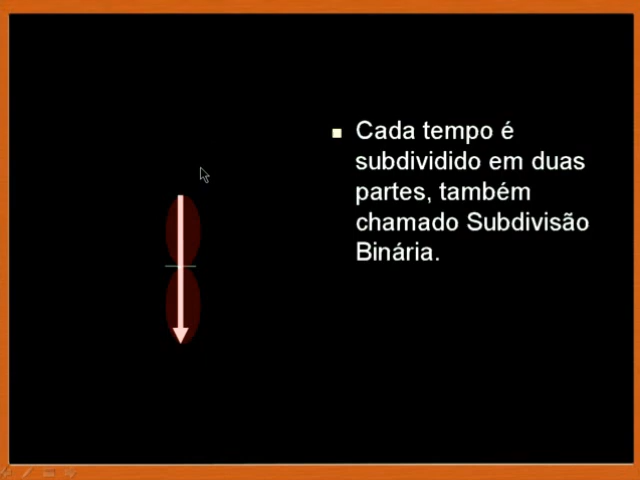 Cada tempo é
subdividido em duas
partes, também
chamado Subdivisão
Binária.